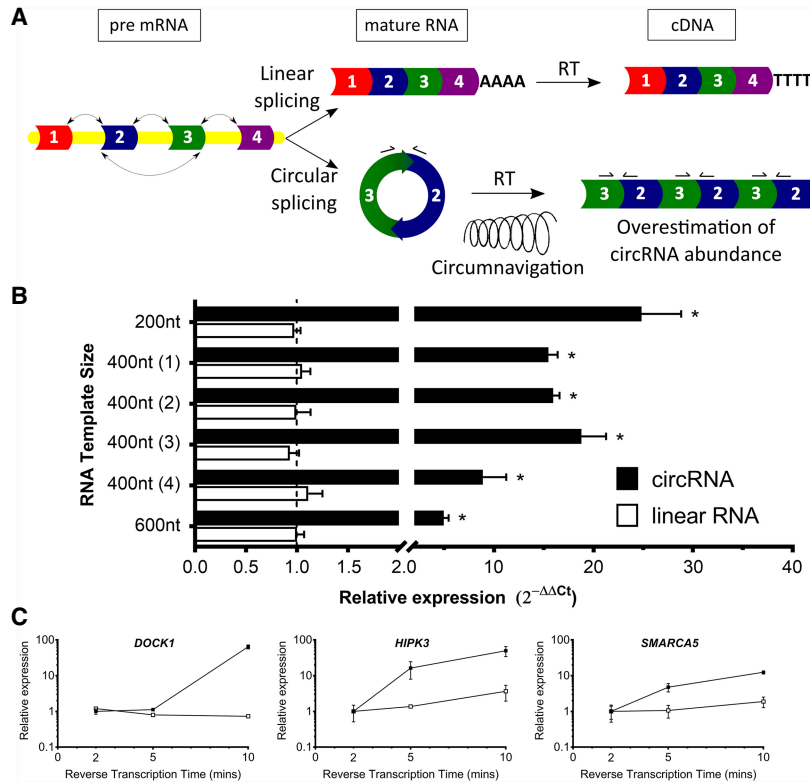 A
pre mRNA
mature RNA
cDNA
Linear
splicing
1 2 3 4 AAAA
RT
1 2 3 4 TTTT
1 2 3 4
Circular
splicing
3 2
RT
Circumnavigation
3 2 3 2 3 2
Overestimation of
circRNA abundance
B
RNA Template Size
200nt
400nt (1)
400nt (2)
400nt (3)
400nt (4)
600nt
*
*
*
*
*
*
circRNA
linear RNA
0.0 0.5 1.0 1.5 2.0 10 20 30 40
Relative expression (2−ΔΔCt)
C
DOCK1
Relative expression
100
10
1
0.1
2 5 10
Reverse Transcription Time (mins)
HIPK3
Relative expression
100
10
1
0.1
2 5 10
Reverse Transcription Time (mins)
SMARCA5
Relative expression
100
10
1
0.1
2 5 10
Reverse Transcription Time (mins)